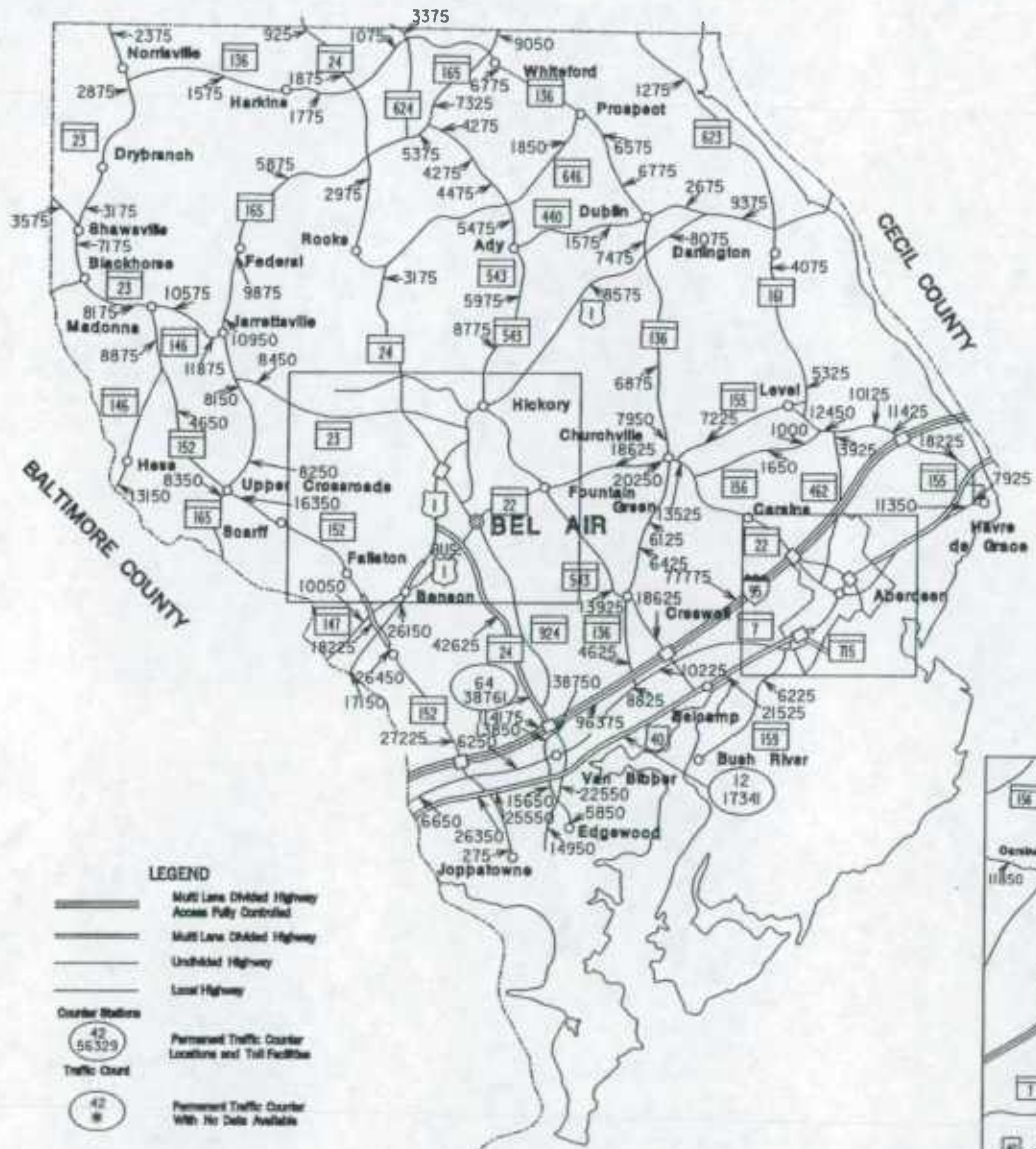 3375
2375
925
1075
9050
Norrisville
136
24
165
6775
Whiteford
1275
2875
1575
1875
Harkins
1775
624
7325
136
Prospect
623
23
4275
1850
6575
Drybranch
5875
5375
4275
646
6775
2975
4475
2675
3575
3175
165
440
Dublin
9375
Shawsville
5475
7175
Rocks
Ady
1575
7475
8075
Darlington
CECIL COUNTY
Blackhorse
Federal
3175
543
4075
23
10575
9875
5975
8575
161
8175
Madonna
Jarrettsville
8775
543
1
8875
146
10950
136
11875
8450
24
6875
5325
8150
155
Level
10125
146
4650
23
Hickory
7950
7225
12450
11425
Churchville
1000
3925
152
18625
1650
18225
Hess
8350
8250
20250
7925
Upper Crossroads
1
22
Fountain
Green
156
462
155
13150
16350
13525
Carsins
11350
165
Scarff
152
BEL AIR
6125
22
Havre
de Grace
BALTIMORE COUNTY
Fallston
BUS
1
6425
77775
10050
543
95
Benson
13925
18625
Creswell
Aberdeen
147
18225
26150
42625
924
136
7
24
4625
715
26450
64
38761
38750
10225
17150
14175
8825
6225
152
96375
Belcamp
21525
27225
6250
40
159
Bush River
Van Bibber
12
17341
15650
22550
6650
25550
5850
26350
Edgewood
275
14950
Joppatowne
LEGEND
Multi Lane Divided Highway
Access Fully Controlled
Multi Lane Divided Highway
Undivided Highway
Local Highway
Counter Stations
42
56329
Permanent Traffic Counter
Locations and Toll Facilities
Traffic Count
42
*
Permanent Traffic Counter
With No Data Available
11850
7
40